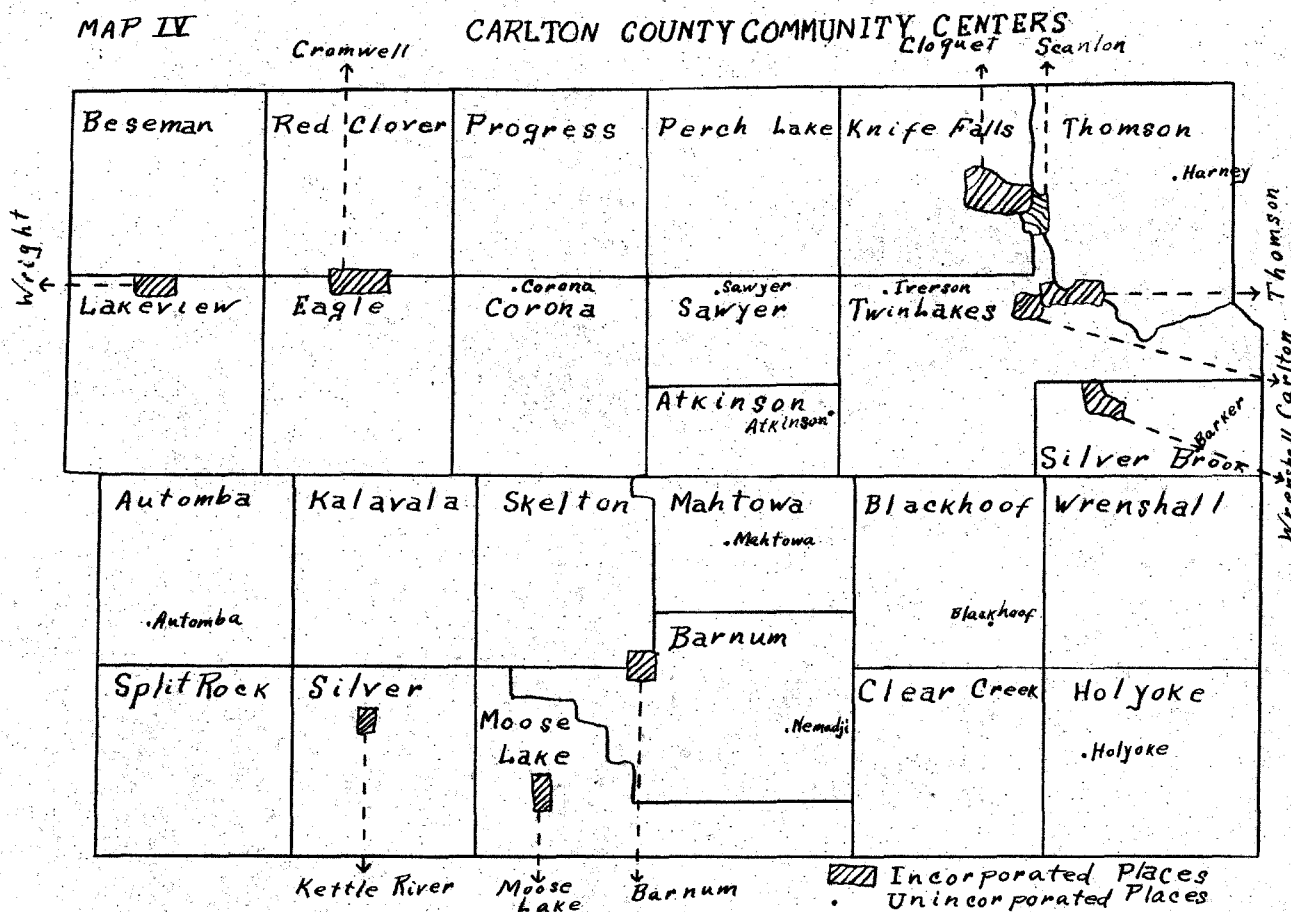 MAP IV
CARLTON COUNTY COMMUNITY CENTERS
Cromwell
Cloquet
Scanlon
Beseman
Red Clover
Progress
Perch Lake
Knife Falls
Thomson
.Harney
Wright
Thomson
Lakeview
Eagle
.Corona
Corona
.Sawyer
Sawyer
.Iverson
Twin Lakes
Carlton
Atkinson
Atkinson
Barker
Silver Brook
Wrenshall
Automba
Kalavala
Skelton
Mahtowa
.Mahtowa
Blackhoof
Wrenshall
.Automba
Blackhoof
Barnum
Split Rock
Silver
Moose
Lake
.Nemadji
Clear Creek
Holyoke
.Holyoke
Kettle River
Moose
Lake
Barnum
Incorporated Places
. Unincorporated Places